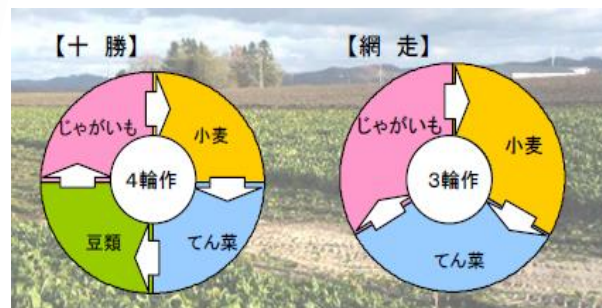 【十 勝】
じゃがいも
小麦
4輪作
豆類
てん菜
【網 走】
じゃがいも
小麦
3輪作
てん菜